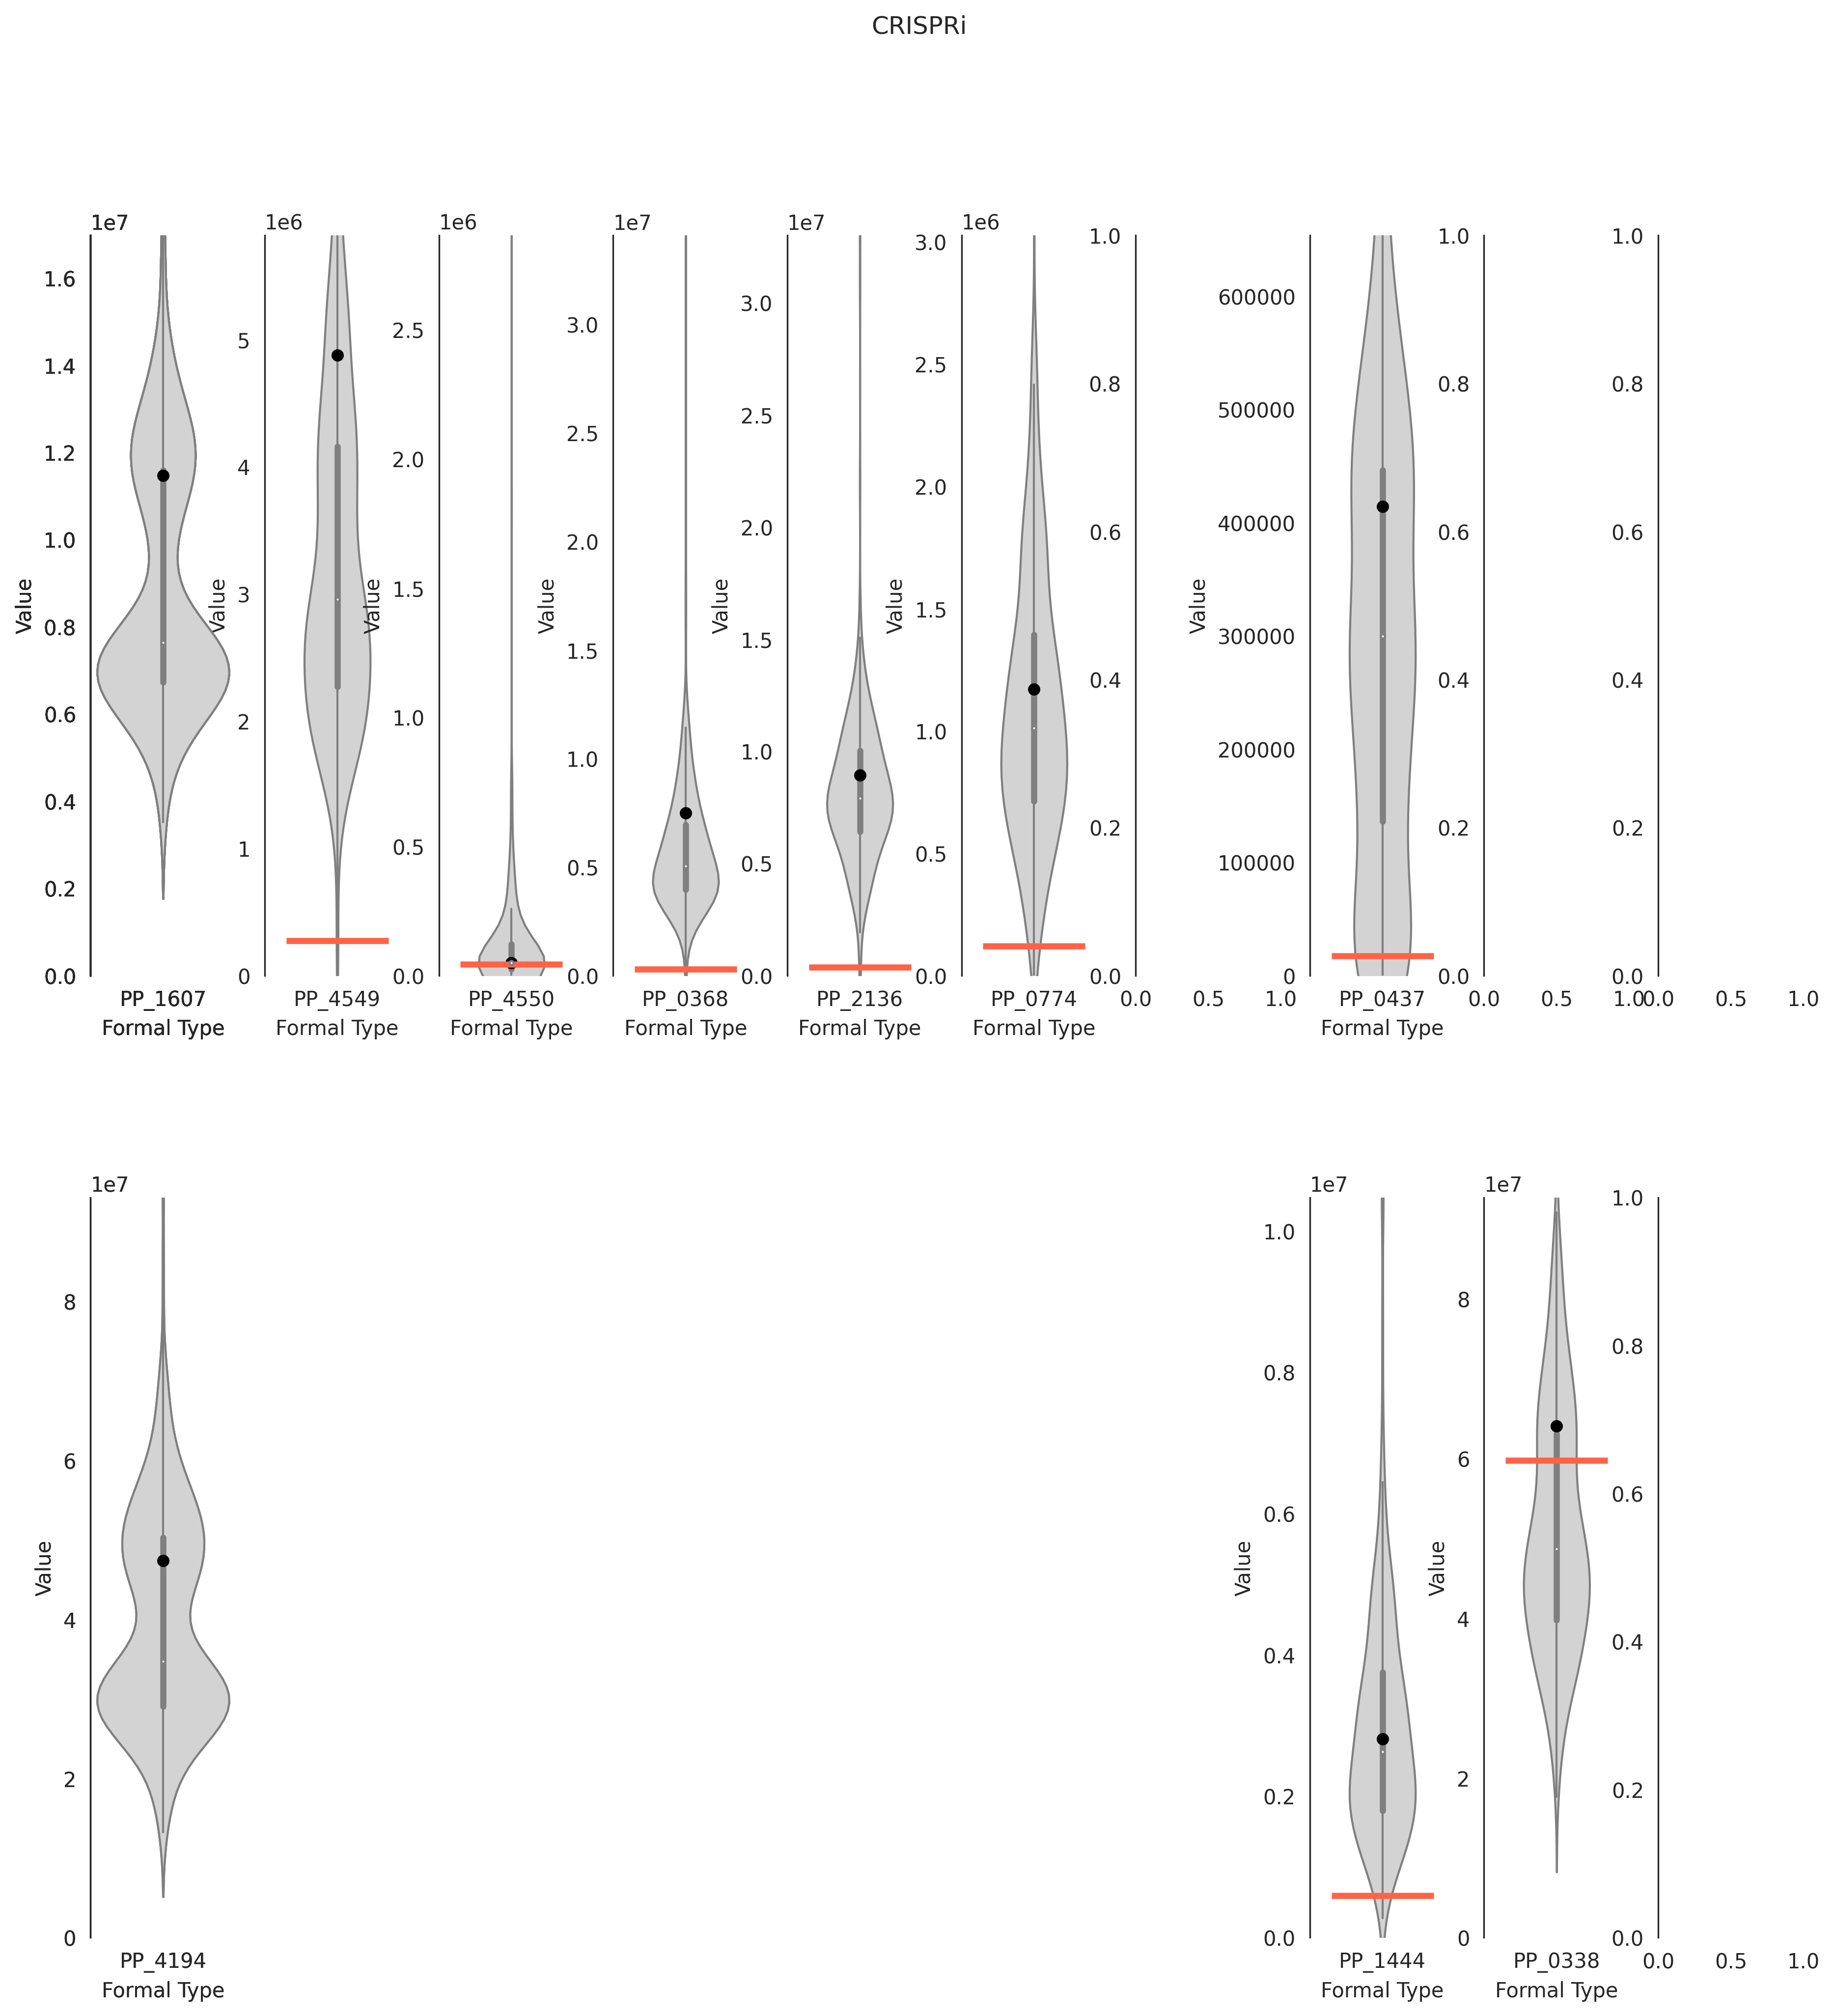 CRISPRi
1e7 1e6 1e6 1e7 1e7 1e6
1.6 1.4 1.2 1.0 0.8 0.6 0.4 0.2 0.0
Value
PP_1607
Formal Type
5 4 3 2 1 0
Value
PP_4549
Formal Type
2.5 2.0 1.5 1.0 0.5 0.0
Value
PP_4550
Formal Type
3.0 2.5 2.0 1.5 1.0 0.5 0.0
Value
PP_0368
Formal Type
3.0 2.5 2.0 1.5 1.0 0.5 0.0
Value
PP_2136
Formal Type
3.0 2.5 2.0 1.5 1.0 0.5 0.0
Value
PP_0774
Formal Type
1.0 0.8 0.6 0.4 0.2 0.0
0.0 0.5 1.0
600000 500000 400000 300000 200000 100000 0
Value
PP_0437
Formal Type
1.0 0.8 0.6 0.4 0.2 0.0
0.0 0.5 1.0
1.0 0.8 0.6 0.4 0.2 0.0
0.0 0.5 1.0
1e7
8 6 4 2 0
Value
PP_4194
Formal Type
1e7
1.0 0.8 0.6 0.4 0.2 0.0
Value
PP_1444
Formal Type
1e7
8 6 4 2 0
Value
PP_0338
Formal Type
1.0 0.8 0.6 0.4 0.2 0.0
0.0 0.5 1.0